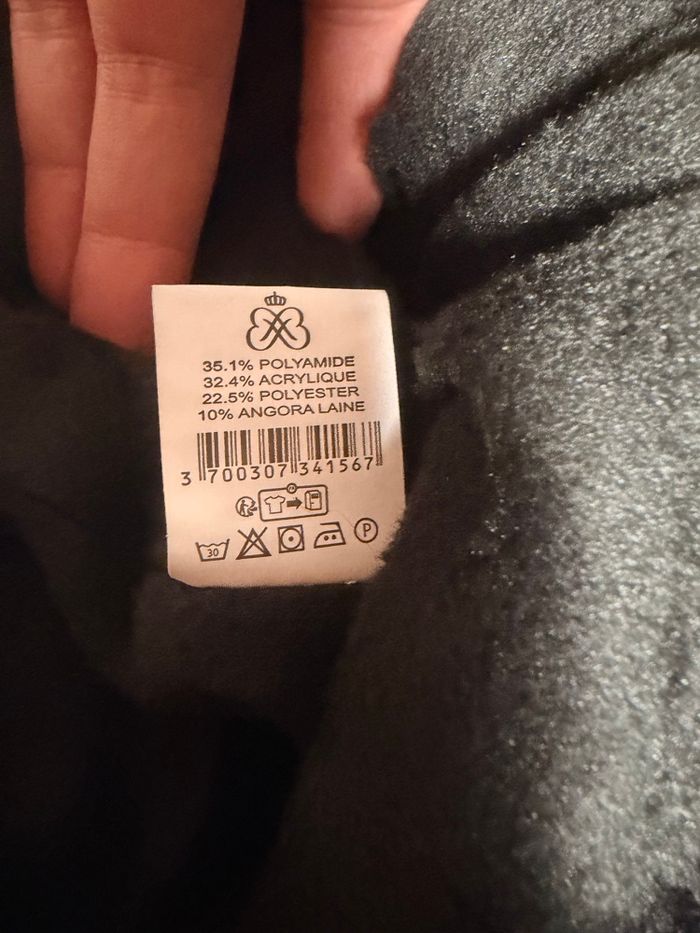 35.1% POLYAMIDE
32.4% ACRYLIQUE
22.5% POLYESTER
10% ANGORA LAINE
3 700307 341567
30 P